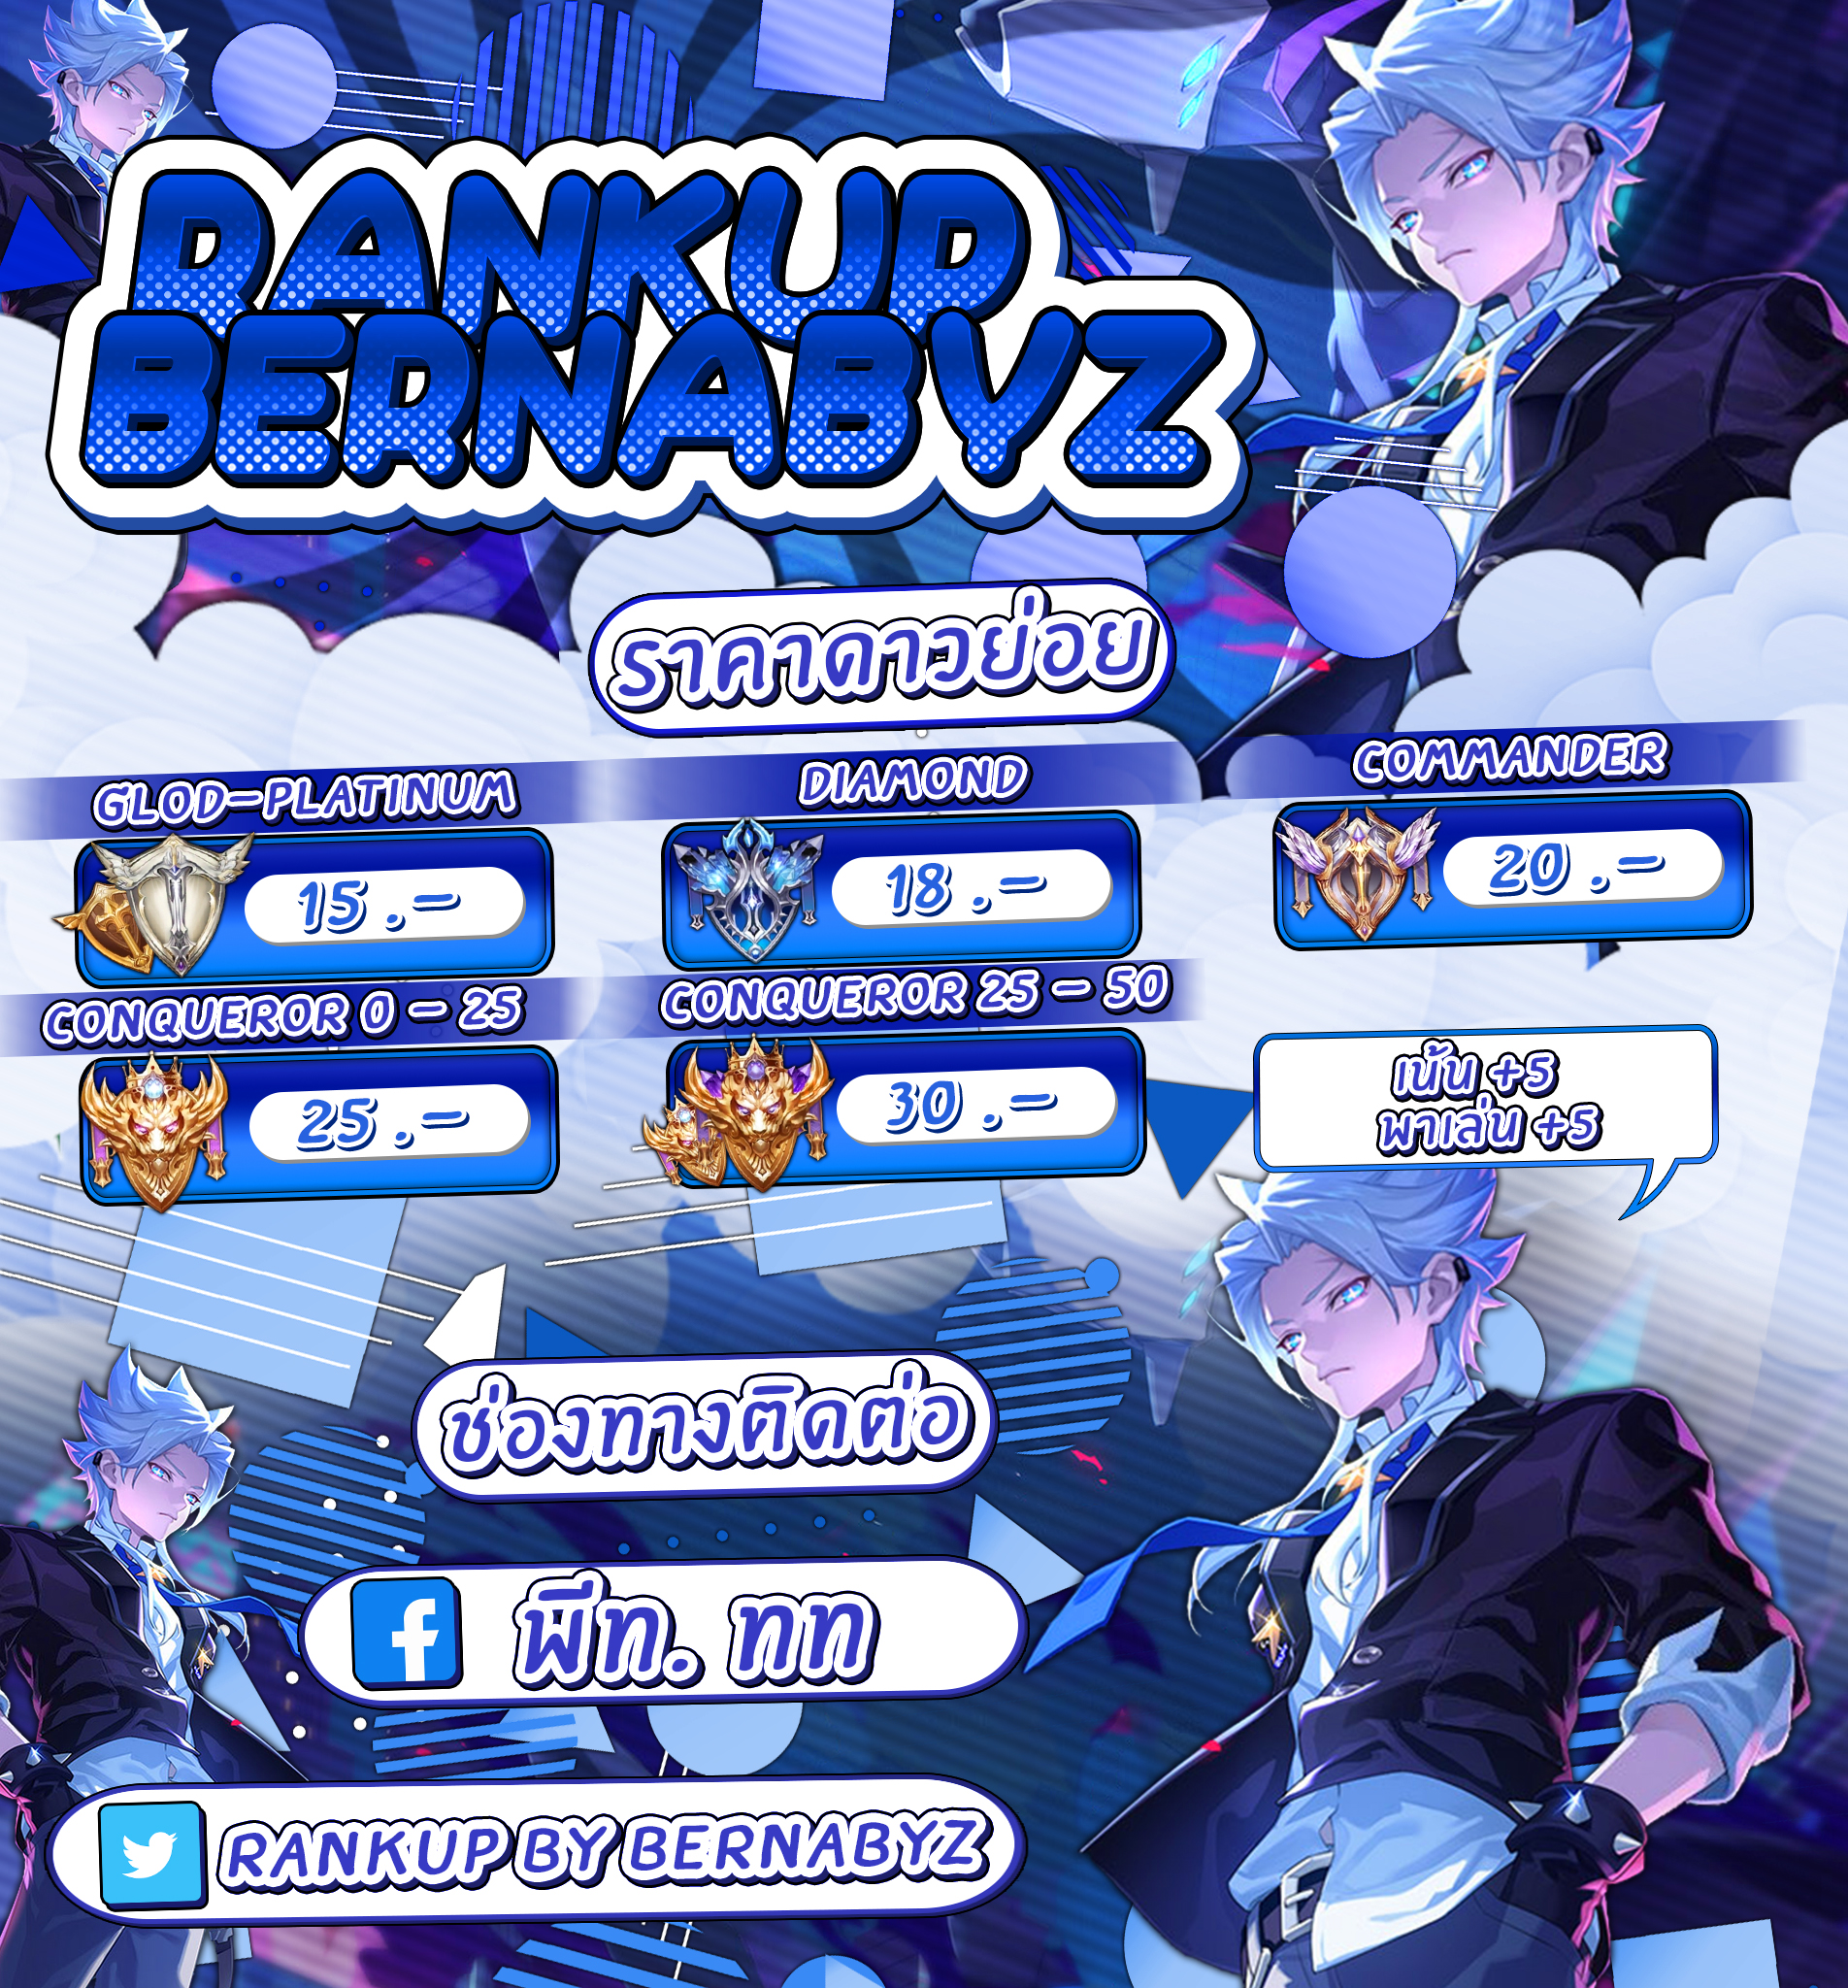 RANKUP
BERNABYZ
ราคาดาวย่อย
GLOD-PLATINUM
DIAMOND
COMMANDER
15 .-
18 .-
20 .-
CONQUEROR 0 - 25
CONQUEROR 25 - 50
25 .-
30 .-
เน้น +5
พาเล่น +5
ช่องทางติดต่อ
f พีท. ทท
RANKUP BY BERNABYZ